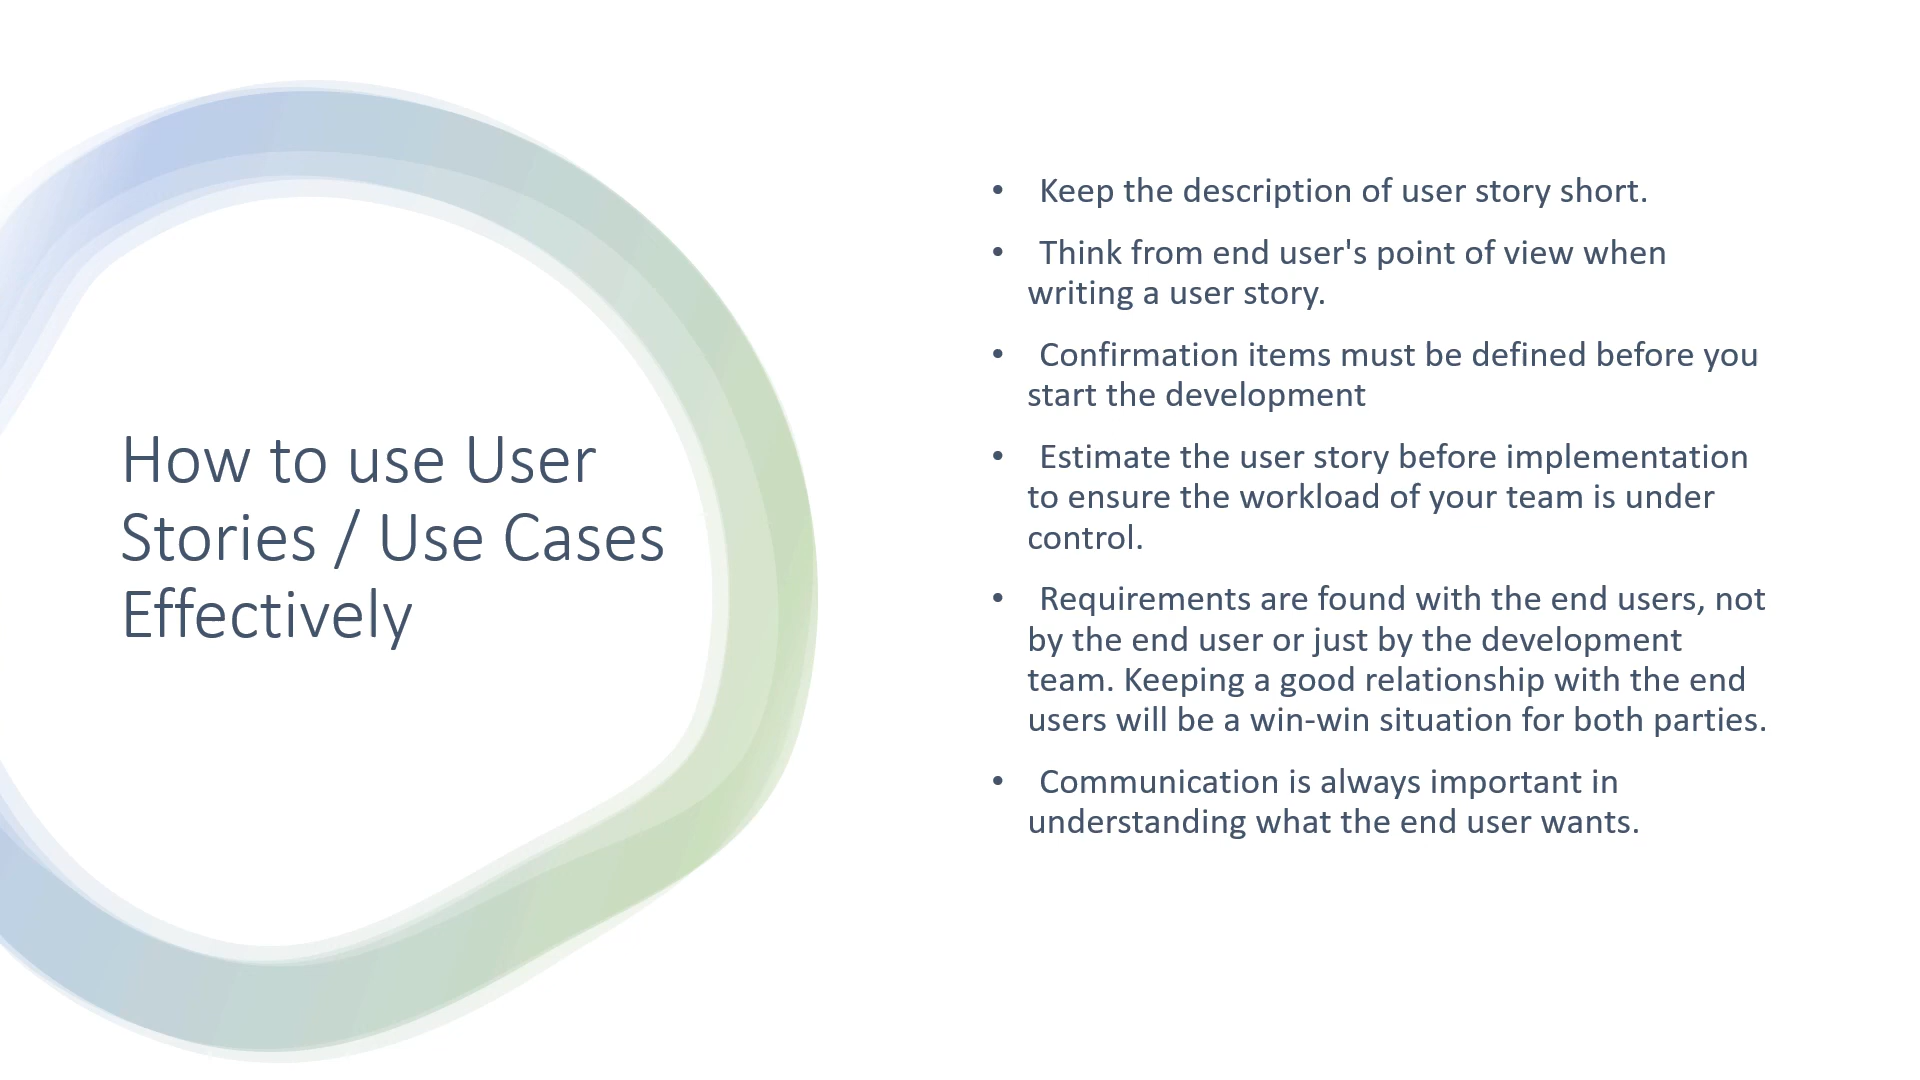 How to use User
Stories / Use Cases
Effectively
• Keep the description of user story short.
• Think from end user's point of view when
writing a user story.
• Confirmation items must be defined before you
start the development
• Estimate the user story before implementation
to ensure the workload of your team is under
control.
• Requirements are found with the end users, not
by the end user or just by the development
team. Keeping a good relationship with the end
users will be a win-win situation for both parties.
• Communication is always important in
understanding what the end user wants.